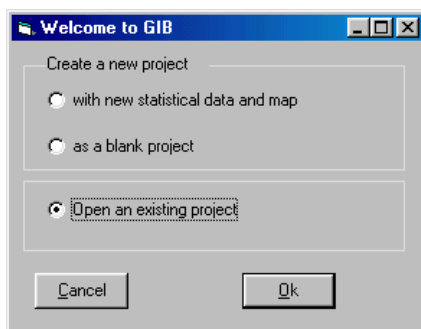 Welcome to GIB
Create a new project
with new statistical data and map
as a blank project
Open an existing project
Cancel Ok